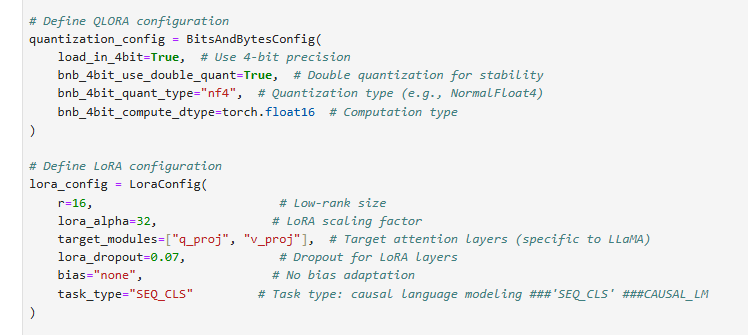 # Define QLORA configuration
quantization_config = BitsAndBytesConfig(
    load_in_4bit=True,  # Use 4-bit precision
    bnb_4bit_use_double_quant=True,  # Double quantization for stability
    bnb_4bit_quant_type="nf4",  # Quantization type (e.g., NormalFloat4)
    bnb_4bit_compute_dtype=torch.float16  # Computation type
)
# Define LoRA configuration
lora_config = LoraConfig(
    r=16,                          # Low-rank size
    lora_alpha=32,                # LoRA scaling factor
    target_modules=["q_proj", "v_proj"],  # Target attention layers (specific to LLaMA)
    lora_dropout=0.07,             # Dropout for LoRA layers
    bias="none",                  # No bias adaptation
    task_type="SEQ_CLS"         # Task type: causal language modeling ###'SEQ_CLS' ###CAUSAL_LM
)